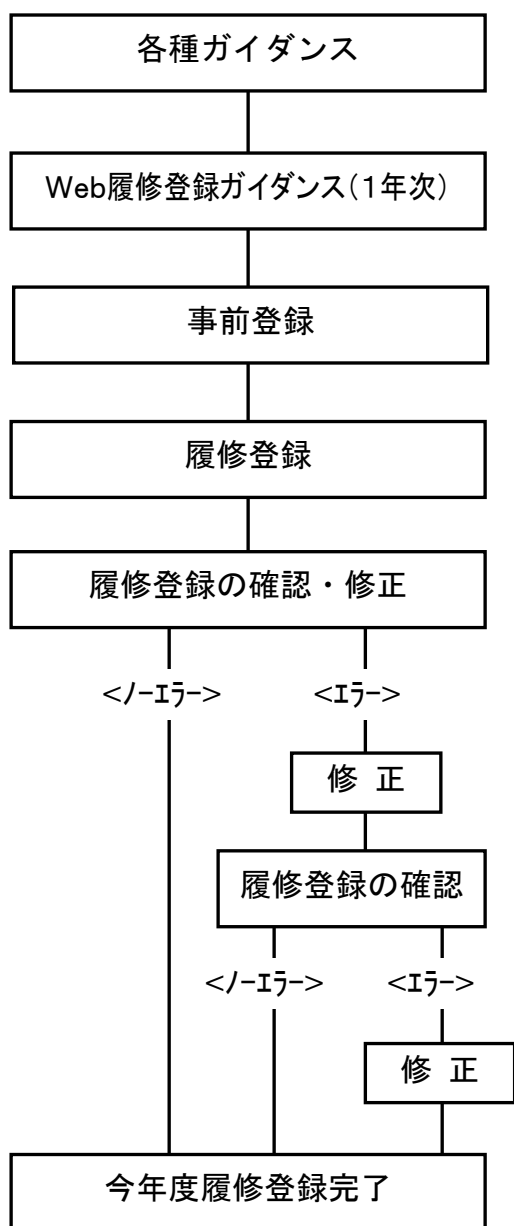 各種ガイダンス
Web履修登録ガイダンス(1年次)
事前登録
履修登録
履修登録の確認・修正
<ﾉｰｴﾗｰ> <ｴﾗｰ>
修 正
履修登録の確認
<ﾉｰｴﾗｰ> <ｴﾗｰ>
修 正
今年度履修登録完了